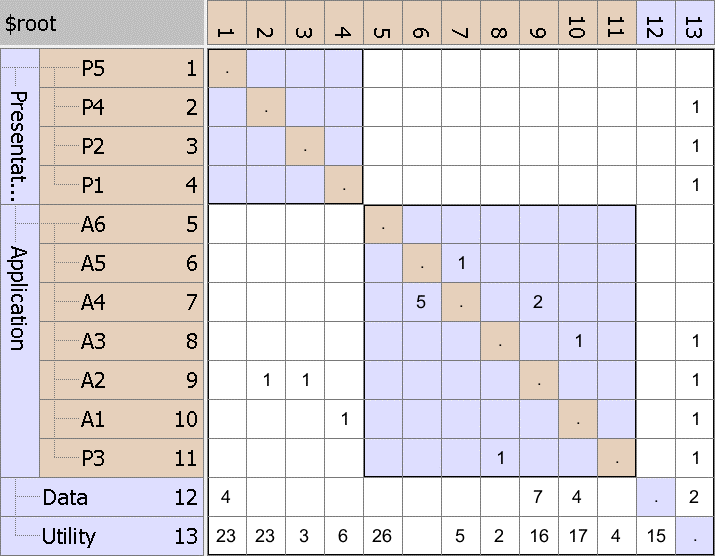 $root 1 2 3 4 5 6 7 8 9 10 11 12 13
Presentat...
P5 1 .
P4 2 . 1
P2 3 . 1
P1 4 . 1
Application
A6 5 .
A5 6 . 1
A4 7 5 . 2
A3 8 . 1 1
A2 9 1 1 . 1
A1 10 1 . 1
P3 11 1 . 1
Data 12 4 7 4 . 2
Utility 13 23 23 3 6 26 5 2 16 17 4 15 .